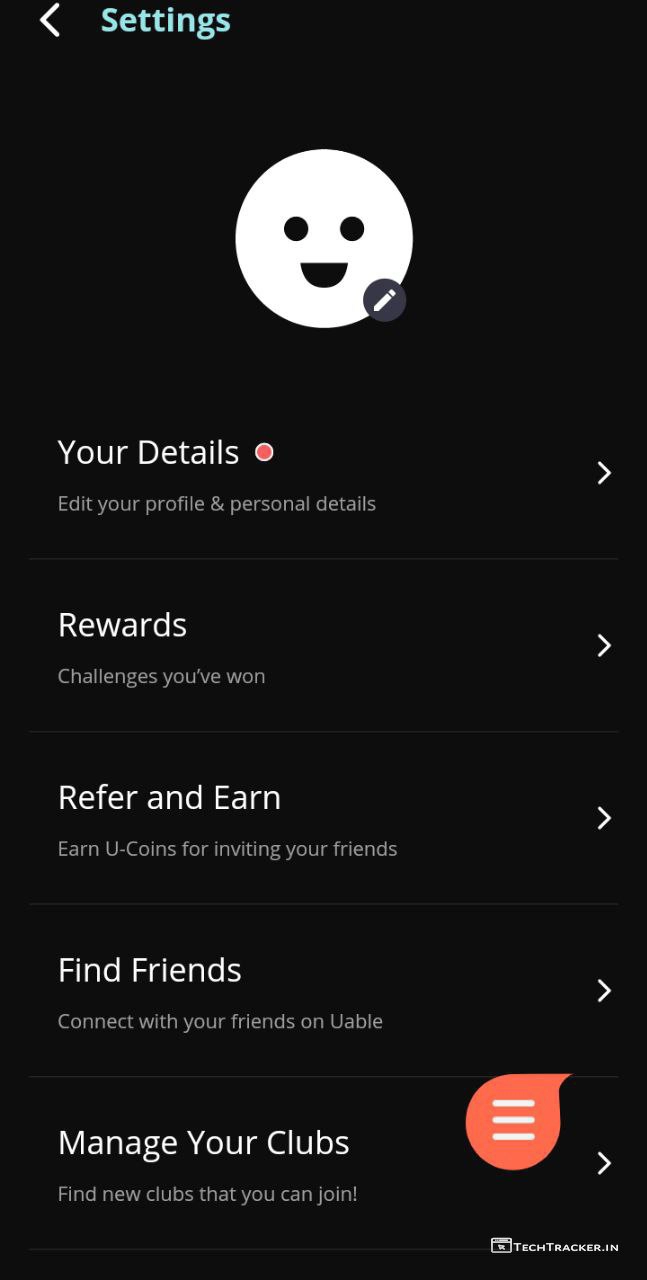 Settings
Your Details
Edit your profile & personal details
Rewards
Challenges you’ve won
Refer and Earn
Earn U-Coins for inviting your friends
Find Friends
Connect with your friends on Uable
Manage Your Clubs
Find new clubs that you can join!
TechTracker.in